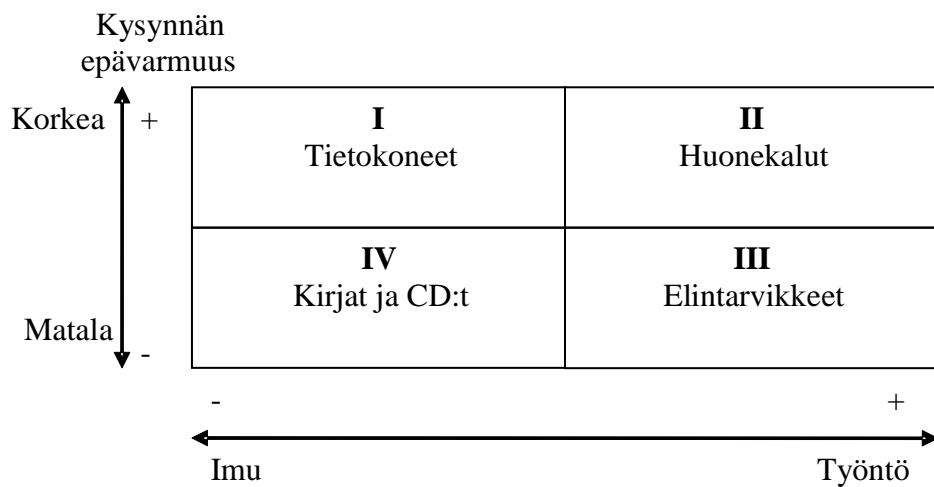 Kysynnän
epävarmuus
Korkea
+
I
Tietokoneet
II
Huonekalut
IV
Kirjat ja CD:t
III
Elintarvikkeet
Matala
-
-
+
Imu
Työntö